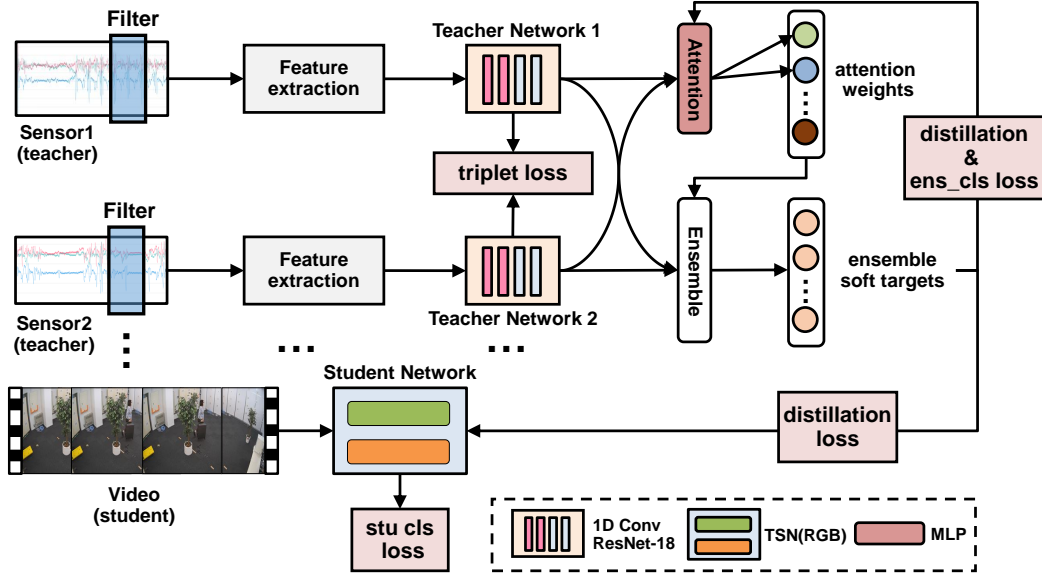 Filter
Sensor1
(teacher)
Feature
extraction
Teacher Network 1
triplet loss
Attention
attention
weights
distillation
&
ens_cls loss
Filter
Sensor2
(teacher)
Feature
extraction
Teacher Network 2
Ensemble
ensemble
soft targets
Student Network
distillation
loss
Video
(student)
stu cls
loss
1D Conv
ResNet-18
TSN(RGB)
MLP